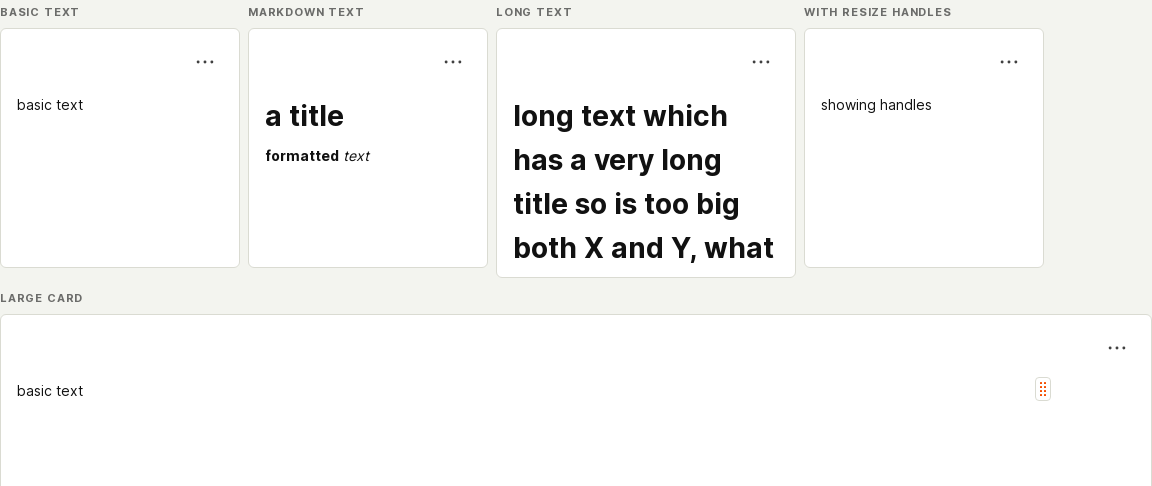 BASIC TEXT
basic text
MARKDOWN TEXT
a title
formatted text
LONG TEXT
long text which
has a very long
title so is too big
both X and Y, what
WITH RESIZE HANDLES
showing handles
LARGE CARD
basic text